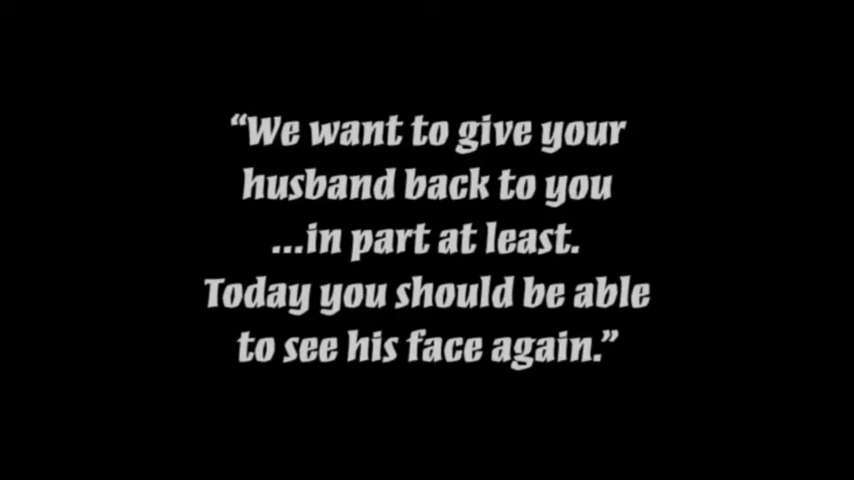 “We want to give your
husband back to you
...in part at least.
Today you should be able
to see his face again.”